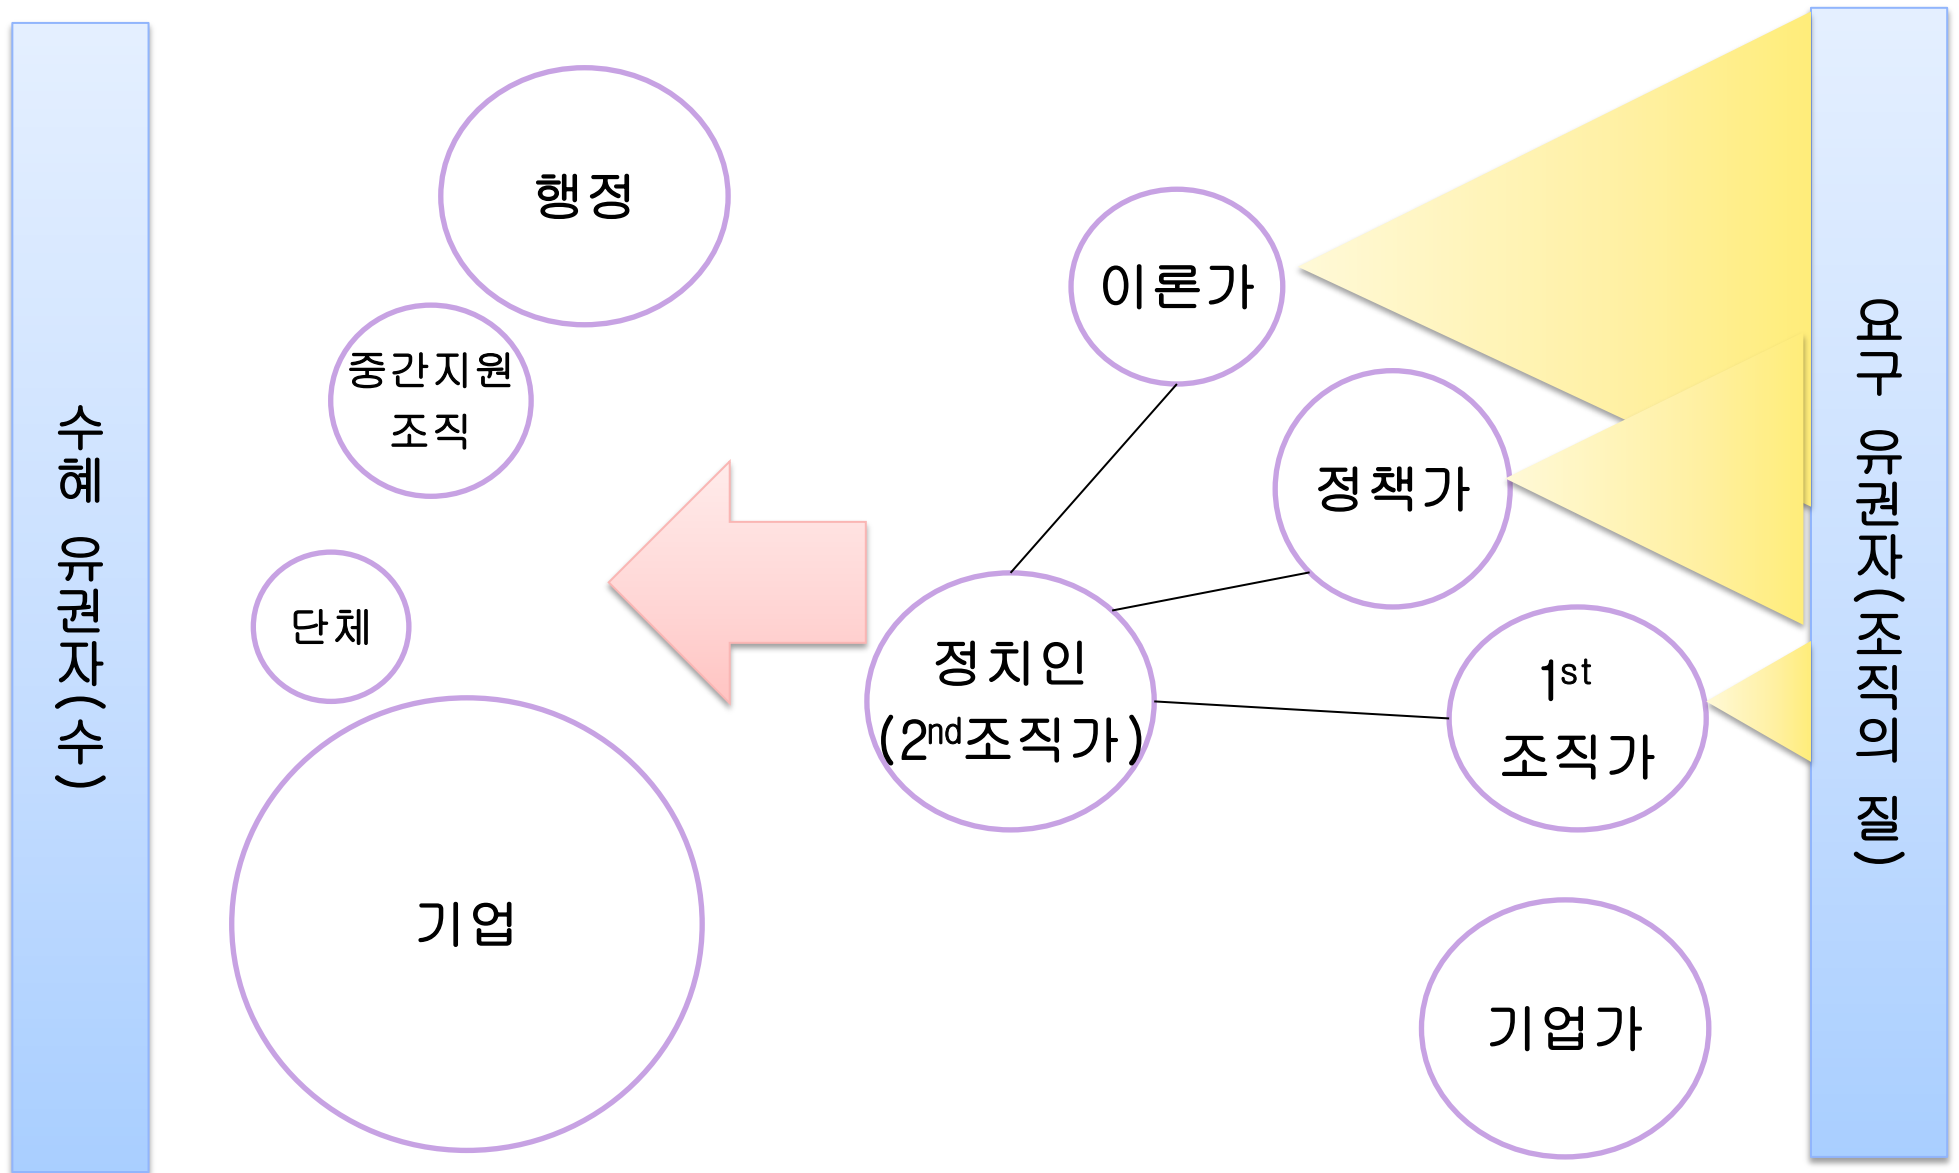 수혜 유권자(수)
행정
중간지원
조직
단체
기업
이론가
정책가
정치인
(2nd조직가)
1st
조직가
기업가
요구 유권자(조직의 질)